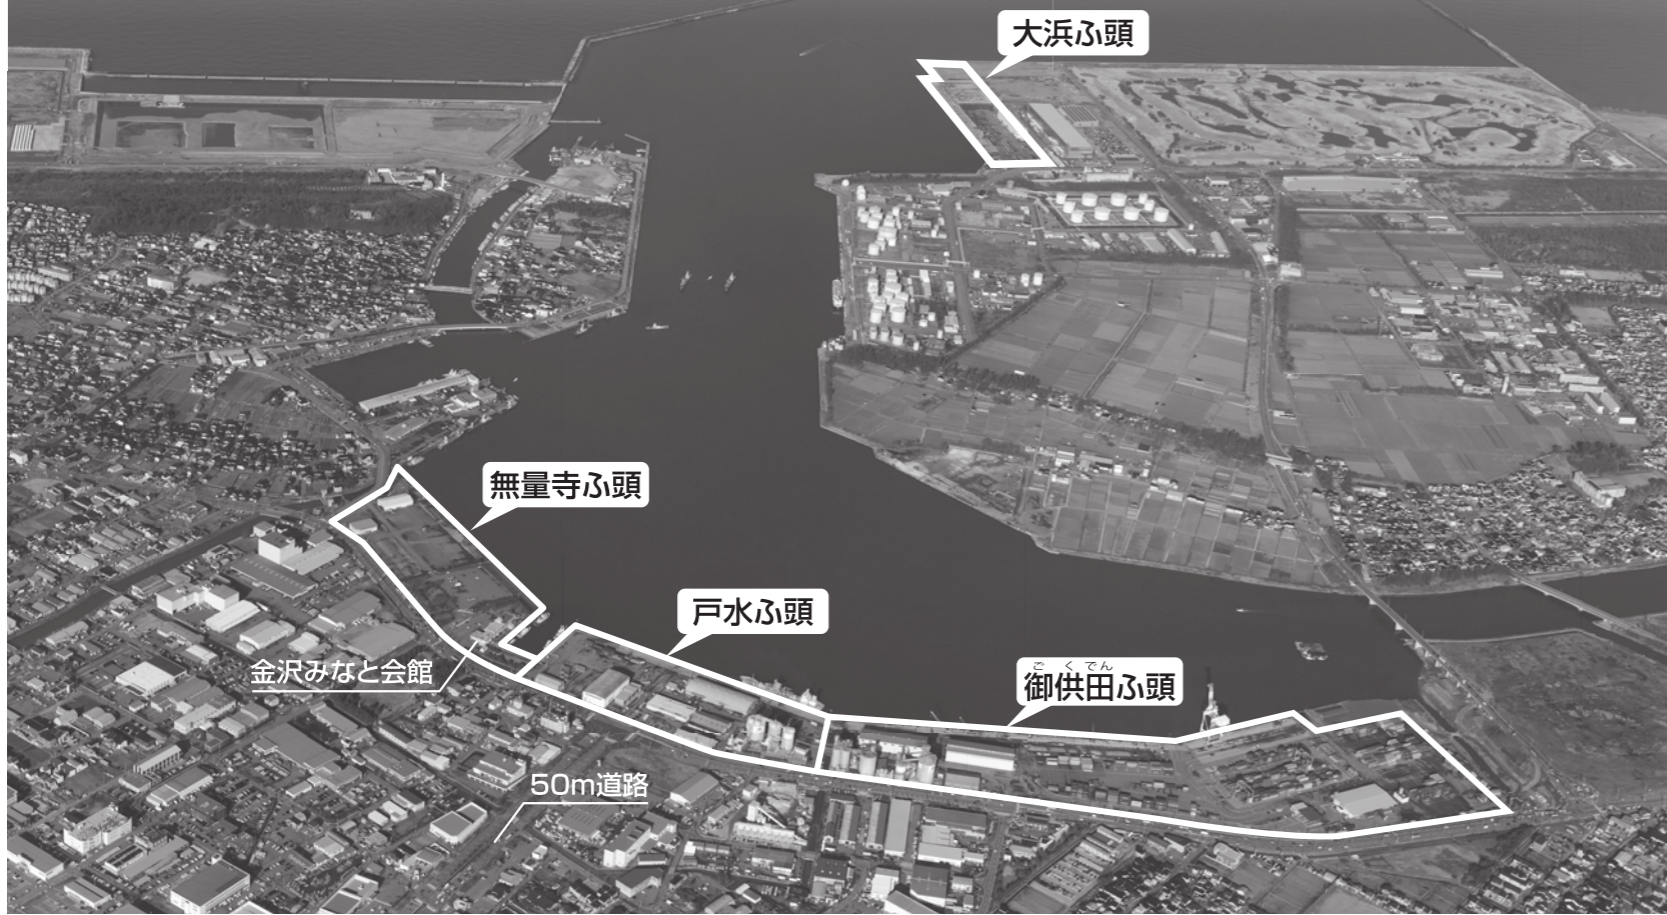 大浜ふ頭
無量寺ふ頭
戸水ふ頭
金沢みなと会館
ごくでん
御供田ふ頭
50m道路